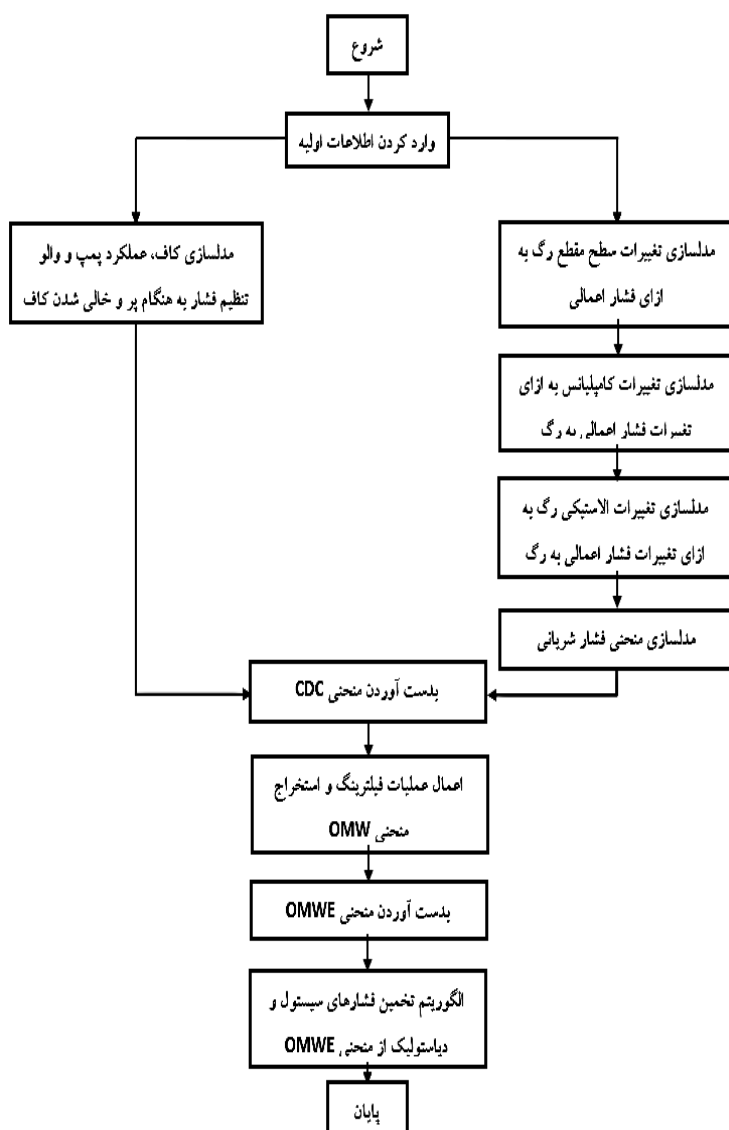 شروع
وارد کردن اطلاعات اولیه
مدلسازی تغییرات سطح مقطع رگ به
ازای فشار اعمالی
مدلسازی کاف، عملکرد پمپ و والو
تنظیم فشار به هنگام پر و خالی شدن کاف
مدلسازی تغییرات کامپلیانس به ازای
تغییرات فشار اعمالی به رگ
مدلسازی تغییرات الاستیکی رگ به
ازای تغییرات فشار اعمالی به رگ
مدلسازی منحنی فشار شریانی
بدست آوردن منحنی CDC
اعمال عملیات فیلترینگ و استخراج
منحنی OMW
بدست آوردن منحنی OMWE
الگوریتم تخمین فشارهای سیستول و
دیاستولیک از منحنی OMWE
پایان